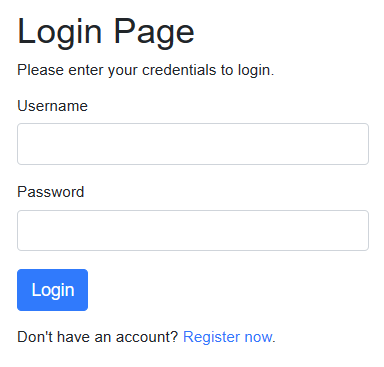 Login Page
Please enter your credentials to login.
Username
Password
Login
Don't have an account? Register now.